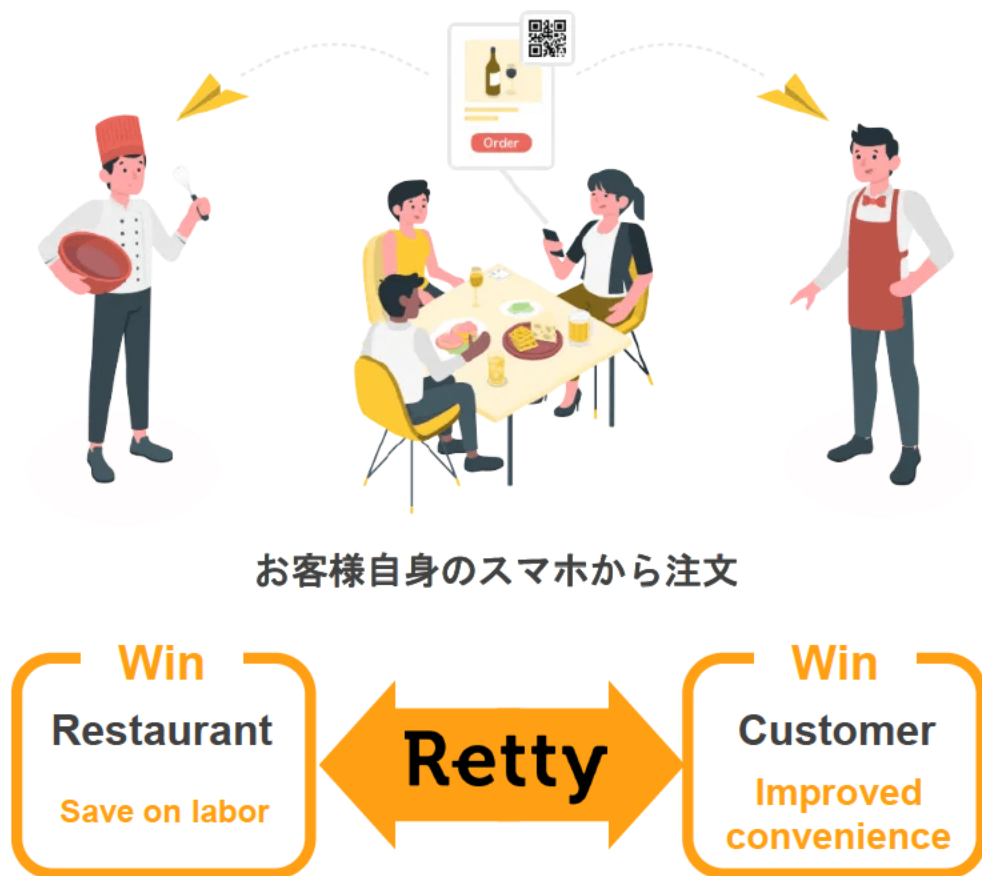 Order
お客様自身のスマホから注文
Win
Restaurant
Save on labor
Retty
Win
Customer
Improved
convenience